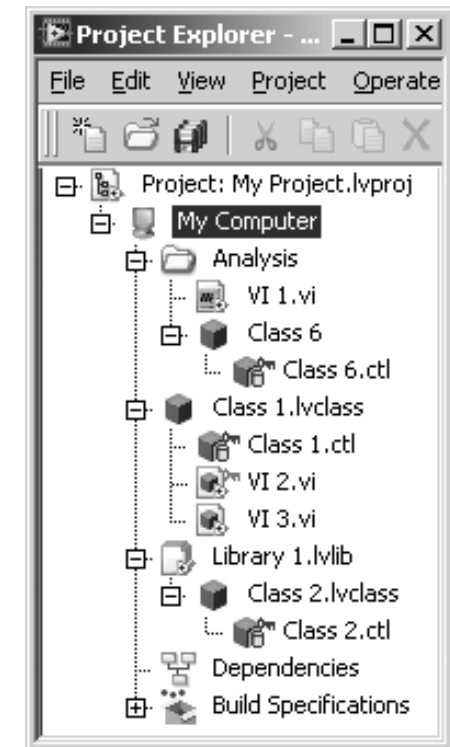 Project Explorer - ...
File Edit View Project Operate
Project: My Project.lvproj
My Computer
Analysis
VI 1.vi
Class 6
Class 6.ctl
Class 1.lvclass
Class 1.ctl
VI 2.vi
VI 3.vi
Library 1.lvlib
Class 2.lvclass
Class 2.ctl
Dependencies
Build Specifications